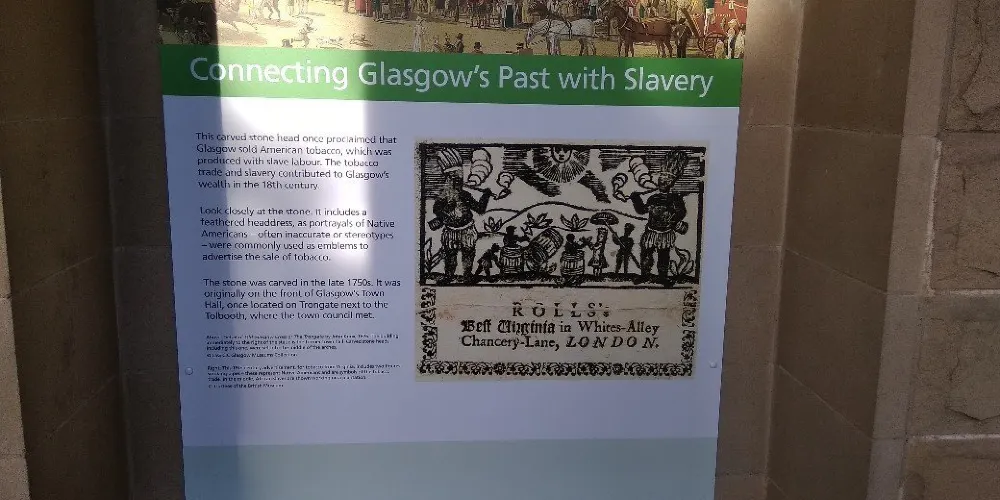 Connecting Glasgow's Past with Slavery
This carved stone head once proclaimed that
Glasgow sold American tobacco, which was
produced with slave labour. The tobacco
trade and slavery contributed to Glasgow's
wealth in the 18th century.
Look closely at the stone. It includes a
feathered headdress, as portrayals of Native
Americans – often inaccurate or stereotypes
– were commonly used as emblems to
advertise the sale of tobacco.
The stone was carved in the late 1750s. It was
originally on the front of Glasgow's Town
Hall, once located on Trongate next to the
Tolbooth, where the town council met.
Glasgow Museums Collection
ROLLS's
Best Virginia in Whites-Alley
Chancery-Lane, LONDON.